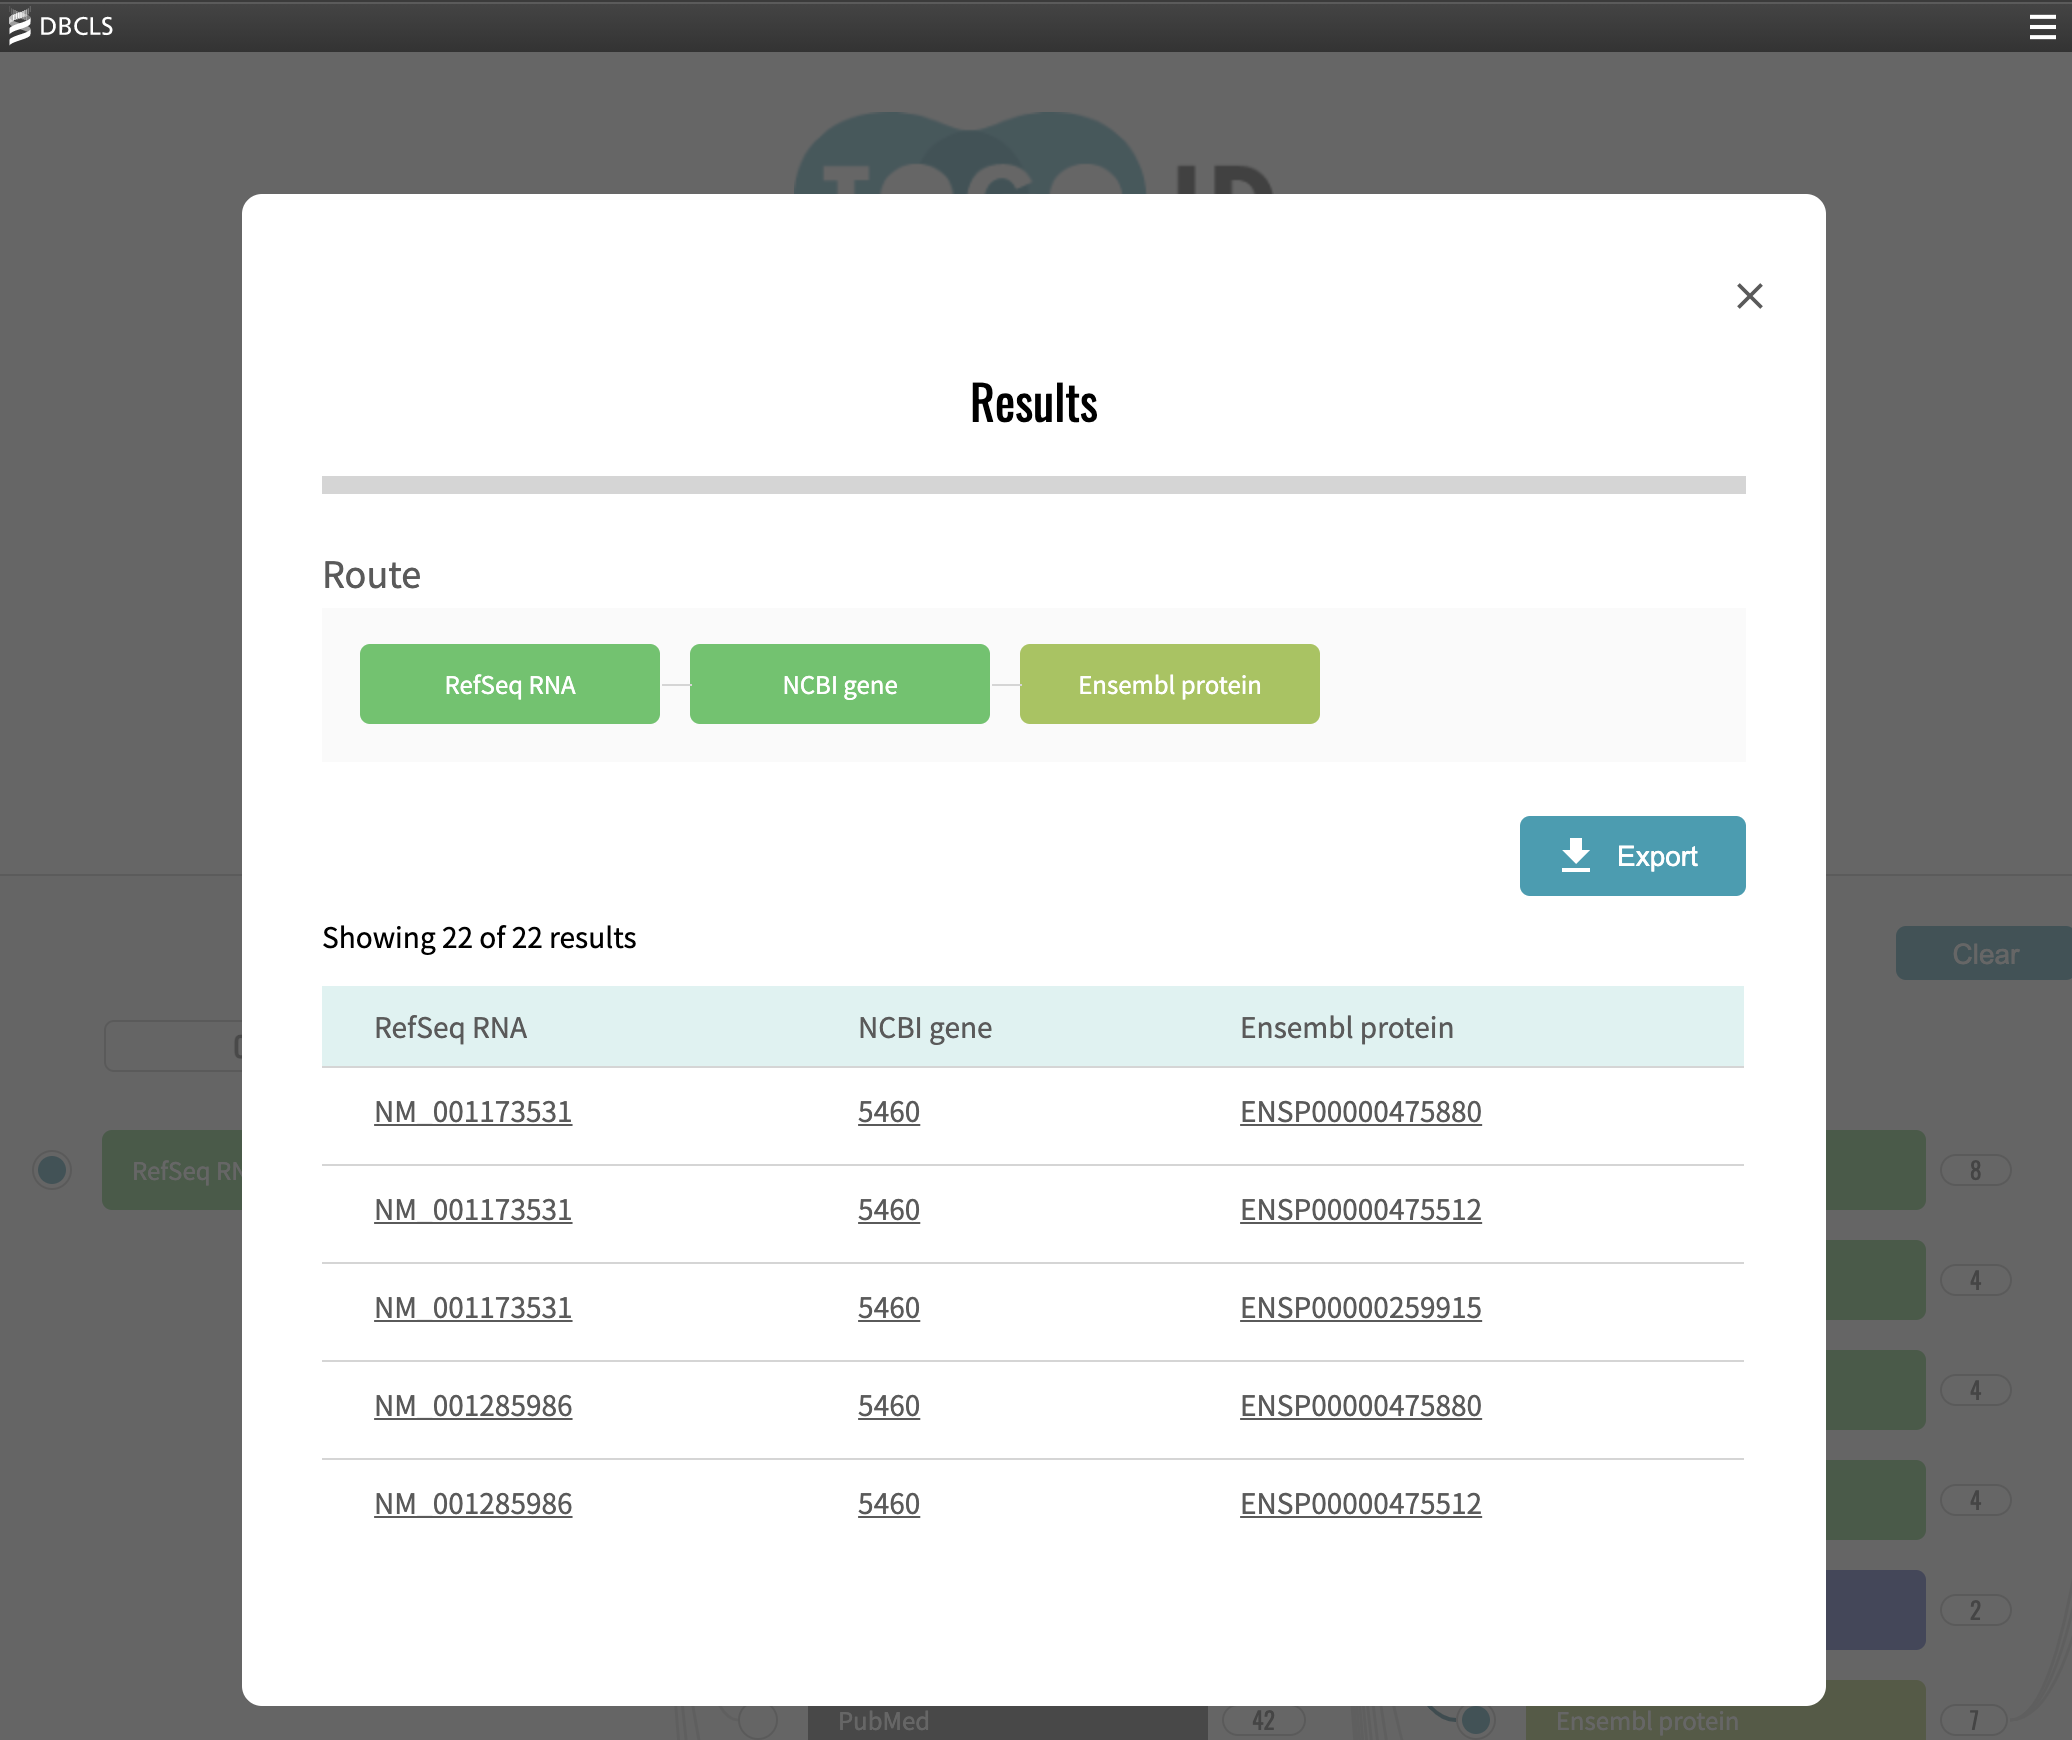 DBCLS
TOGO ID
Results
Route
RefSeq RNA
NCBI gene
Ensembl protein
Export
Showing 22 of 22 results
Clear
RefSeq RNA NCBI gene Ensembl protein
NM_001173531 5460 ENSP00000475880
NM_001173531 5460 ENSP00000475512
NM_001173531 5460 ENSP00000259915
NM_001285986 5460 ENSP00000475880
NM_001285986 5460 ENSP00000475512
RefSeq RN
8
4
4
4
2
PubMed
42
Ensembl protein
7